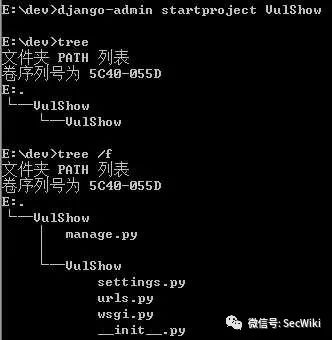 E:\dev>django-admin startproject VulShow
E:\dev>tree
文件夹 PATH 列表
卷序列号为 5C40-055D
E:.
└──VulShow
    └──VulShow
E:\dev>tree /f
文件夹 PATH 列表
卷序列号为 5C40-055D
E:.
└──VulShow
    │  manage.py
    │
    └──VulShow
            settings.py
            urls.py
            wsgi.py
            __init__.py
微信号: SecWiki